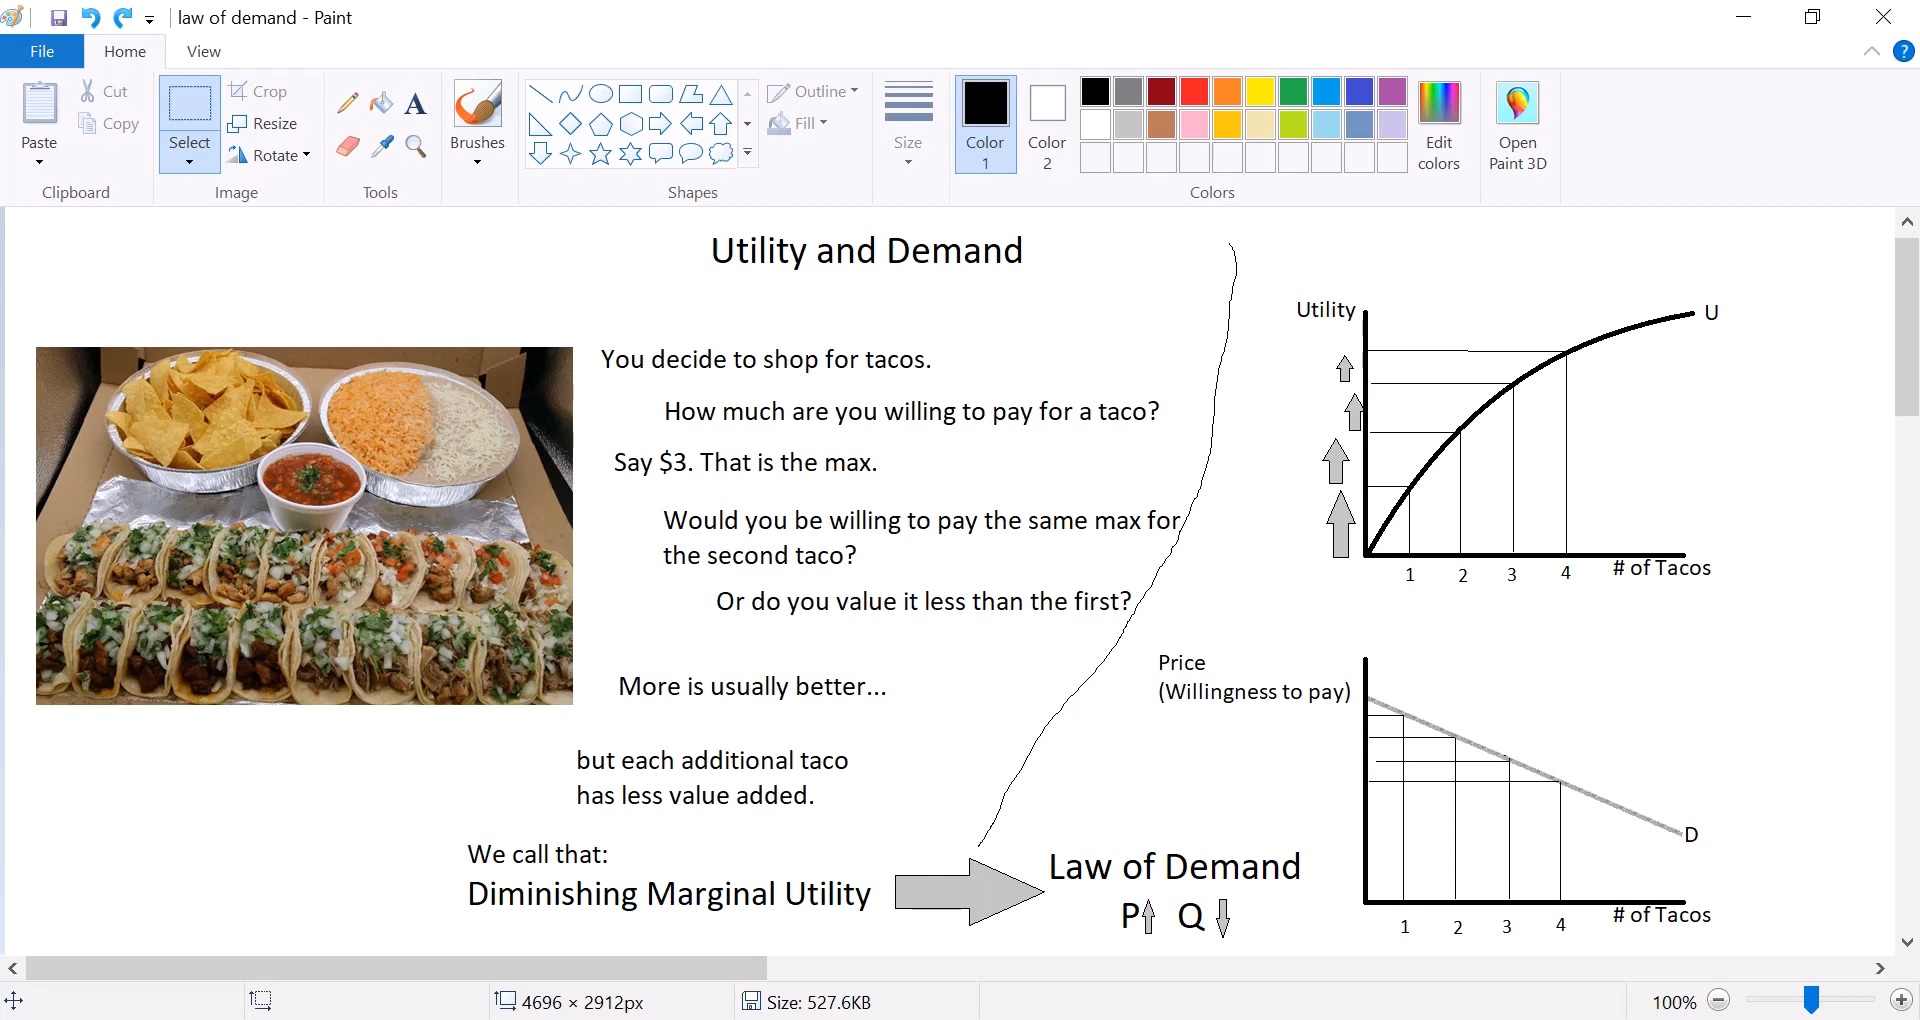 law of demand - Paint
File Home View
Paste
Cut
Copy
Clipboard
Select
Crop
Resize
Rotate
Image
A
Tools
Brushes
Outline
Fill
Shapes
Size
Color
1
Color
2
Edit
colors
Colors
Open
Paint 3D
?
Utility and Demand
You decide to shop for tacos.
How much are you willing to pay for a taco?
Say $3. That is the max.
Would you be willing to pay the same max for
the second taco?
Or do you value it less than the first?
More is usually better...
but each additional taco
has less value added.
We call that:
Diminishing Marginal Utility
Law of Demand
P Q
Utility
U
1 2 3 4 # of Tacos
Price
(Willingness to pay)
D
1 2 3 4 # of Tacos
4696 × 2912px
Size: 527.6KB
100%